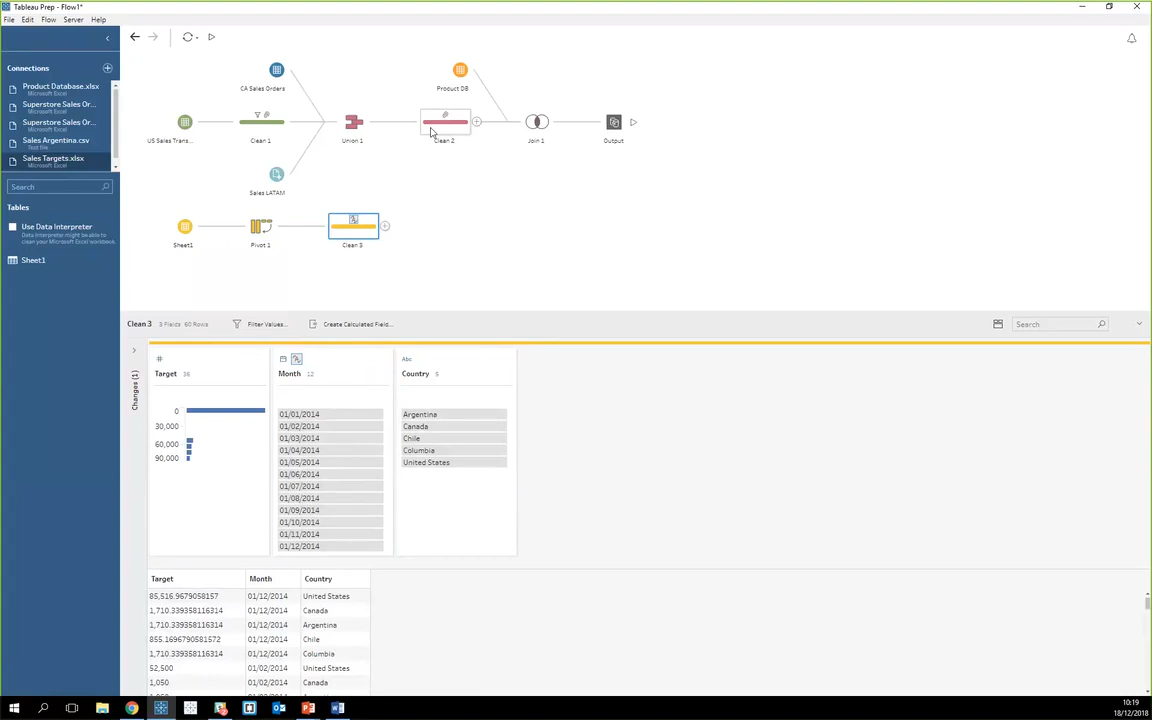 Tableau Prep - Flow1*
File Edit Flow Server Help
Connections
Product Database.xlsx
Microsoft Excel
Superstore Sales Or...
Microsoft Excel
Superstore Sales Or...
Microsoft Excel
Sales Argentina.csv
Text file
Sales Targets.xlsx
Microsoft Excel
Search
Tables
Use Data Interpreter
Data Interpreter might be able to
clean your Microsoft Excel workbook.
Sheet1
CA Sales Orders
Product DB
US Sales Trans...
Clean 1
Union 1
Clean 2
Join 1
Output
Sales LATAM
Sheet1
Pivot 1
Clean 3
Clean 3 3 Fields 60 Rows Filter Values... Create Calculated Field... Search
Changes (1)
#
Target 36
0
30,000
60,000
90,000
Month 12
01/01/2014
01/02/2014
01/03/2014
01/04/2014
01/05/2014
01/06/2014
01/07/2014
01/08/2014
01/09/2014
01/10/2014
01/11/2014
01/12/2014
Abc
Country 5
Argentina
Canada
Chile
Columbia
United States
Target Month Country
85,516.9679058157 01/12/2014 United States
1,710.339358116314 01/12/2014 Canada
1,710.339358116314 01/12/2014 Argentina
855.1696790581572 01/12/2014 Chile
1,710.339358116314 01/12/2014 Columbia
52,500 01/02/2014 United States
1,050 01/02/2014 Canada
10:19
18/12/2018